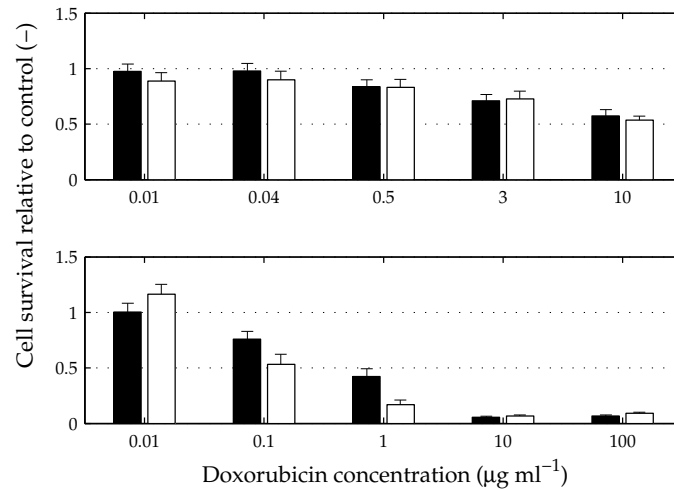 Cell survival relative to control (–)
1.5
1
0.5
0
0.01 0.04 0.5 3 10
1.5
1
0.5
0
0.01 0.1 1 10 100
Doxorubicin concentration (µg ml⁻¹)